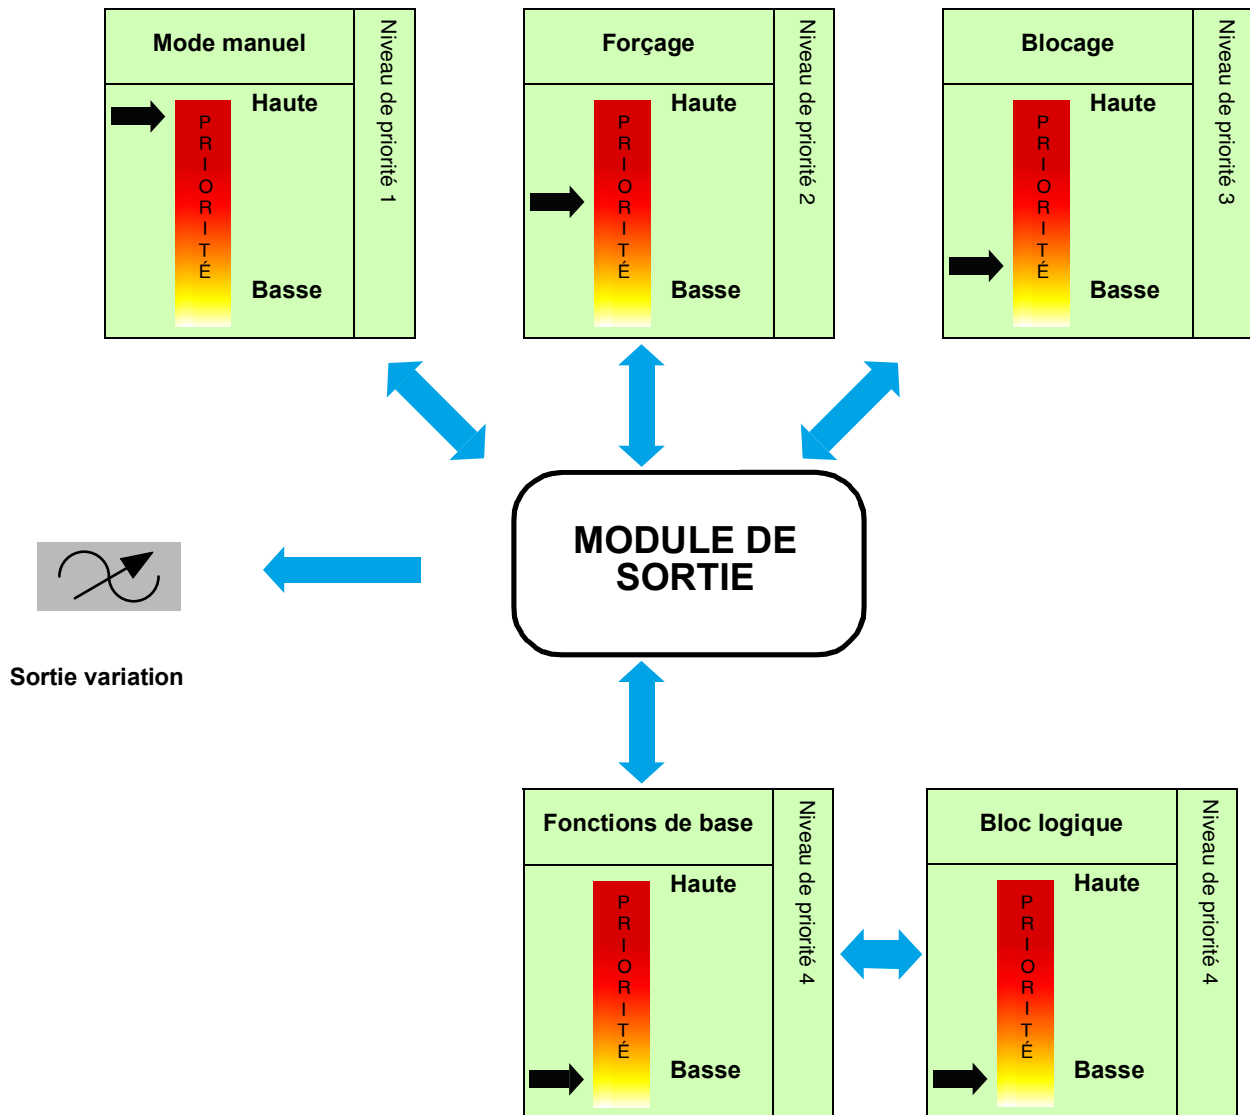 Mode manuel
Niveau de priorité 1
Haute
PRIORITÉ
Basse
Forçage
Niveau de priorité 2
Haute
PRIORITÉ
Basse
Blocage
Niveau de priorité 3
Haute
PRIORITÉ
Basse
MODULE DE
SORTIE
Sortie variation
Fonctions de base
Niveau de priorité 4
Haute
PRIORITÉ
Basse
Bloc logique
Niveau de priorité 4
Haute
PRIORITÉ
Basse